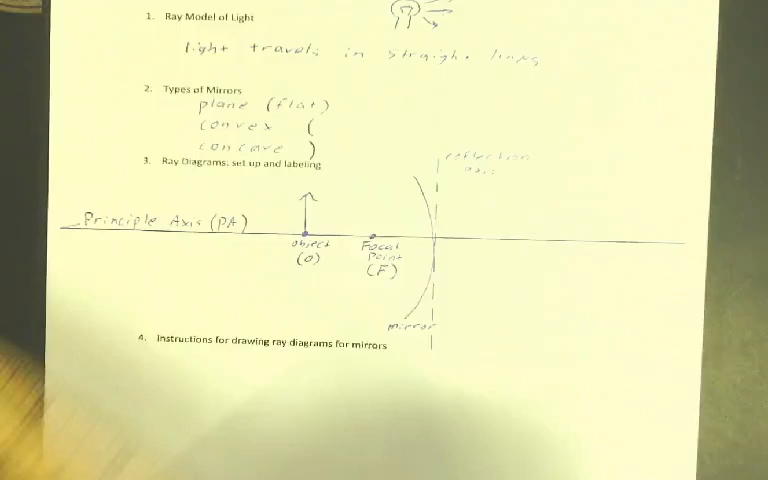 1. Ray Model of Light
light travels in straight lines
2. Types of Mirrors
plane (flat)
convex (
concave )
3. Ray Diagrams: set up and labeling
reflection
axis
Principle Axis (PA)
object
(O)
Focal
Point
(F)
mirror
4. Instructions for drawing ray diagrams for mirrors